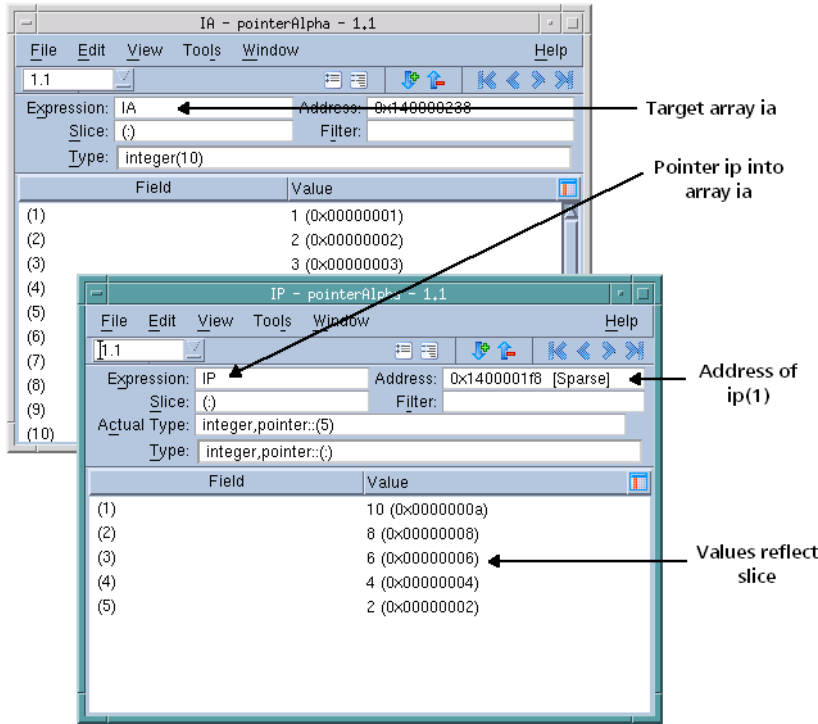 IA - pointerAlpha - 1.1
File Edit View Tools Window Help
1.1
Expression: IA Address: 0x140000238
Target array ia
Slice: (:) Filter:
Type: integer(10)
Pointer ip into
array ia
Field Value
(1) 1 (0x00000001)
(2) 2 (0x00000002)
(3) 3 (0x00000003)
(4)
(5)
(6)
(7)
(8)
(9)
(10)
IP - pointerAlpha - 1.1
File Edit View Tools Window Help
1.1
Expression: IP Address: 0x1400001f8 [Sparse]
Address of
ip(1)
Slice: (:) Filter:
Actual Type: integer,pointer::(5)
Type: integer,pointer::(:)
Field Value
(1) 10 (0x0000000a)
(2) 8 (0x00000008)
(3) 6 (0x00000006)
(4) 4 (0x00000004)
(5) 2 (0x00000002)
Values reflect
slice